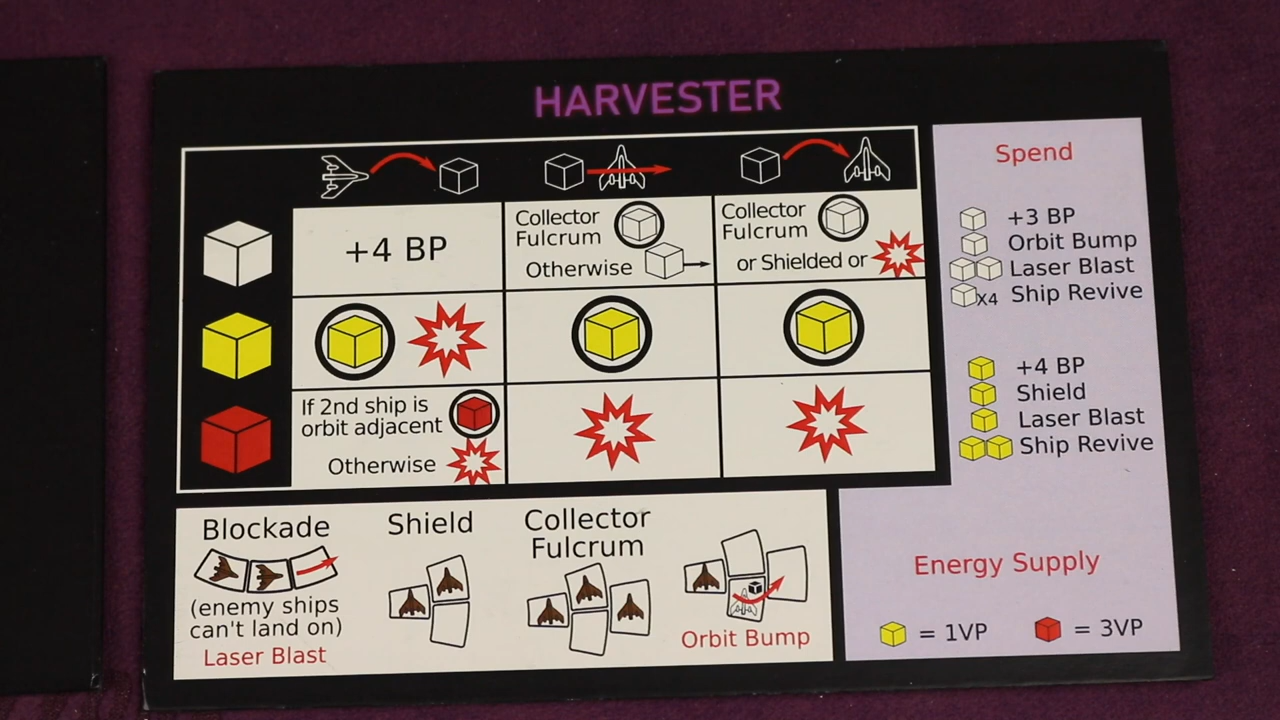 HARVESTER
+4 BP
Collector
Fulcrum
Otherwise
Collector
Fulcrum
or Shielded or
If 2nd ship is
orbit adjacent
Otherwise
Spend
+3 BP
Orbit Bump
Laser Blast
X4 Ship Revive
+4 BP
Shield
Laser Blast
Ship Revive
Blockade
(enemy ships
can't land on)
Laser Blast
Shield
Collector
Fulcrum
Orbit Bump
Energy Supply
= 1VP
= 3VP